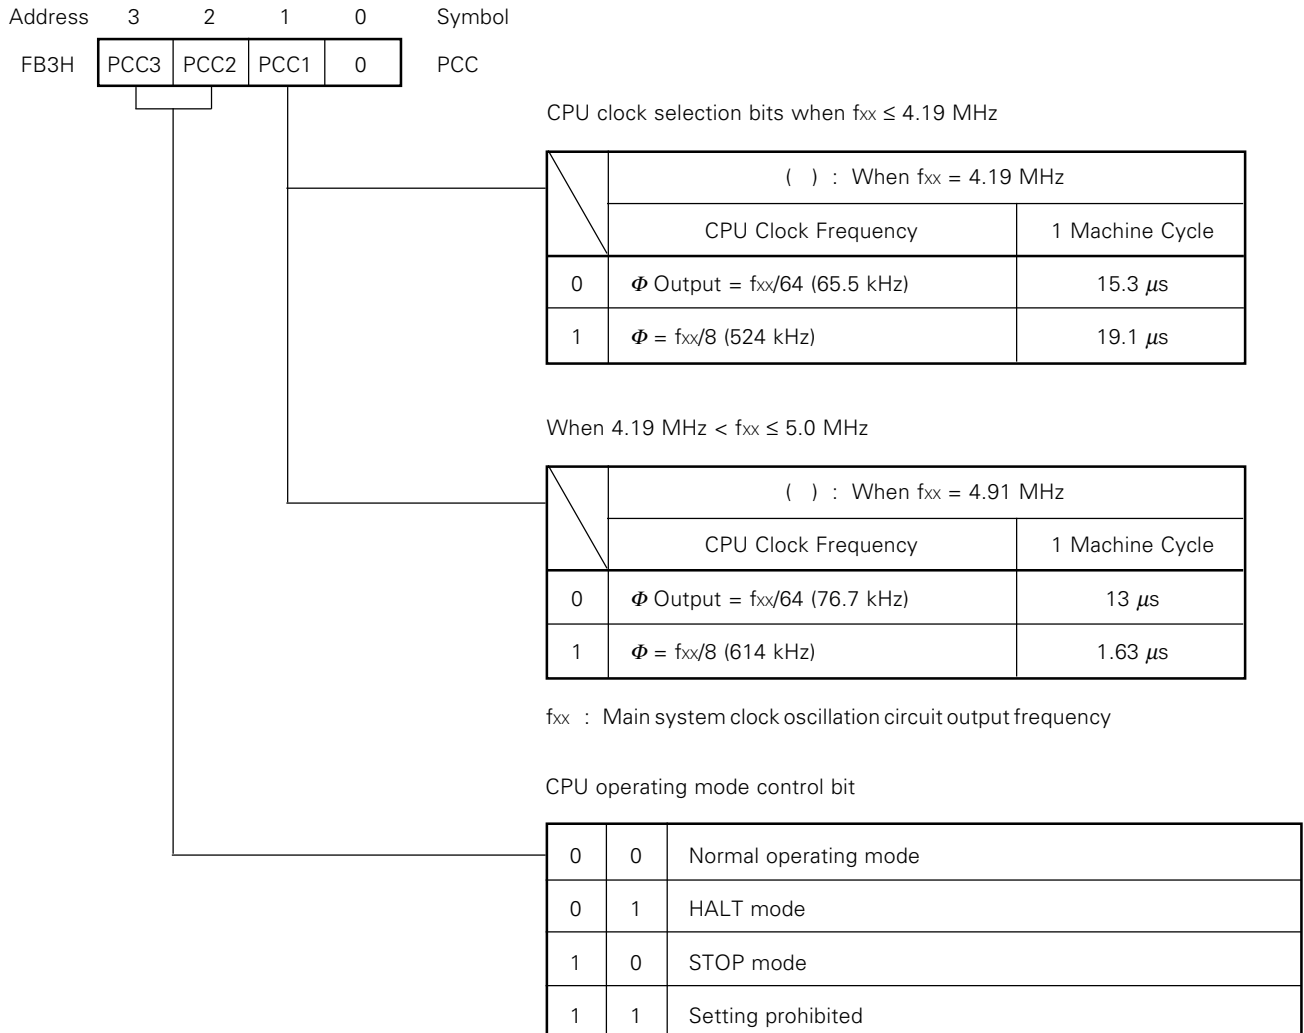 Address 3 2 1 0 Symbol
FB3H PCC3 PCC2 PCC1 0 PCC
CPU clock selection bits when fxx ≤ 4.19 MHz
( ) : When fxx = 4.19 MHz
CPU Clock Frequency 1 Machine Cycle
0 Φ Output = fxx/64 (65.5 kHz) 15.3 μs
1 Φ = fxx/8 (524 kHz) 19.1 μs
When 4.19 MHz < fxx ≤ 5.0 MHz
( ) : When fxx = 4.91 MHz
CPU Clock Frequency 1 Machine Cycle
0 Φ Output = fxx/64 (76.7 kHz) 13 μs
1 Φ = fxx/8 (614 kHz) 1.63 μs
fxx : Main system clock oscillation circuit output frequency
CPU operating mode control bit
0 0 Normal operating mode
0 1 HALT mode
1 0 STOP mode
1 1 Setting prohibited